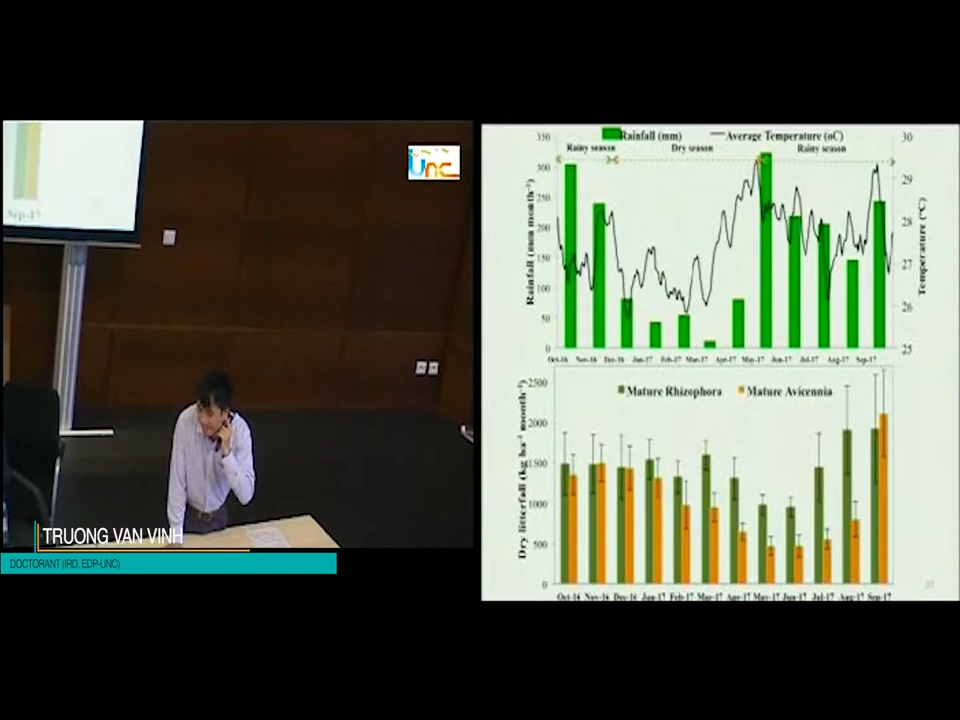 Sep-17
Unc
TRUONG VAN VINH
DOCTORANT (IRD, EDP-UNC)
Rainfall (mm) Average Temperature (oC)
Rainy season Dry season Rainy season
Rainfall (mm month⁻¹)
350
300
250
200
150
100
50
0
30
29
28
27
26
25
Temperature (°C)
Oct-16 Nov-16 Dec-16 Jan-17 Feb-17 Mar-17 Apr-17 May-17 Jun-17 Jul-17 Aug-17 Sep-17
Mature Rhizophora Mature Avicennia
Dry litterfall (kg ha⁻¹ month⁻¹)
2500
2000
1500
1000
500
0
Oct-16 Nov-16 Dec-16 Jan-17 Feb-17 Mar-17 Apr-17 May-17 Jun-17 Jul-17 Aug-17 Sep-17